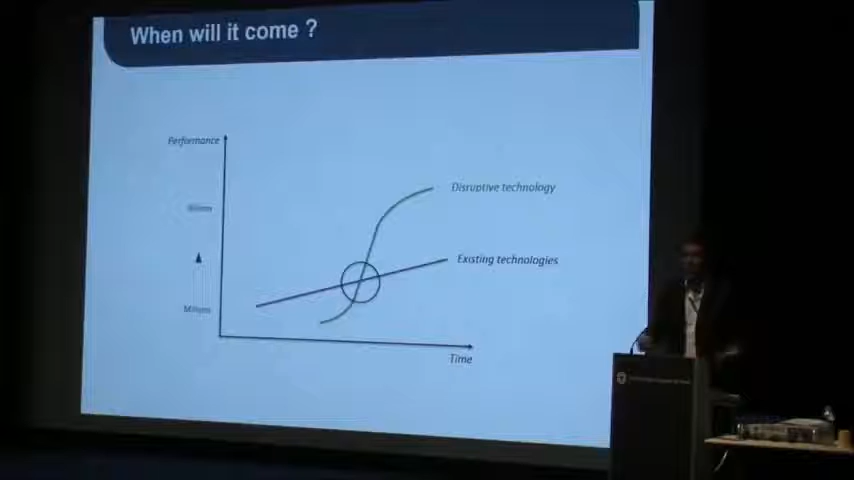 When will it come ?
Performance
Disruptive technology
Existing technologies
Time